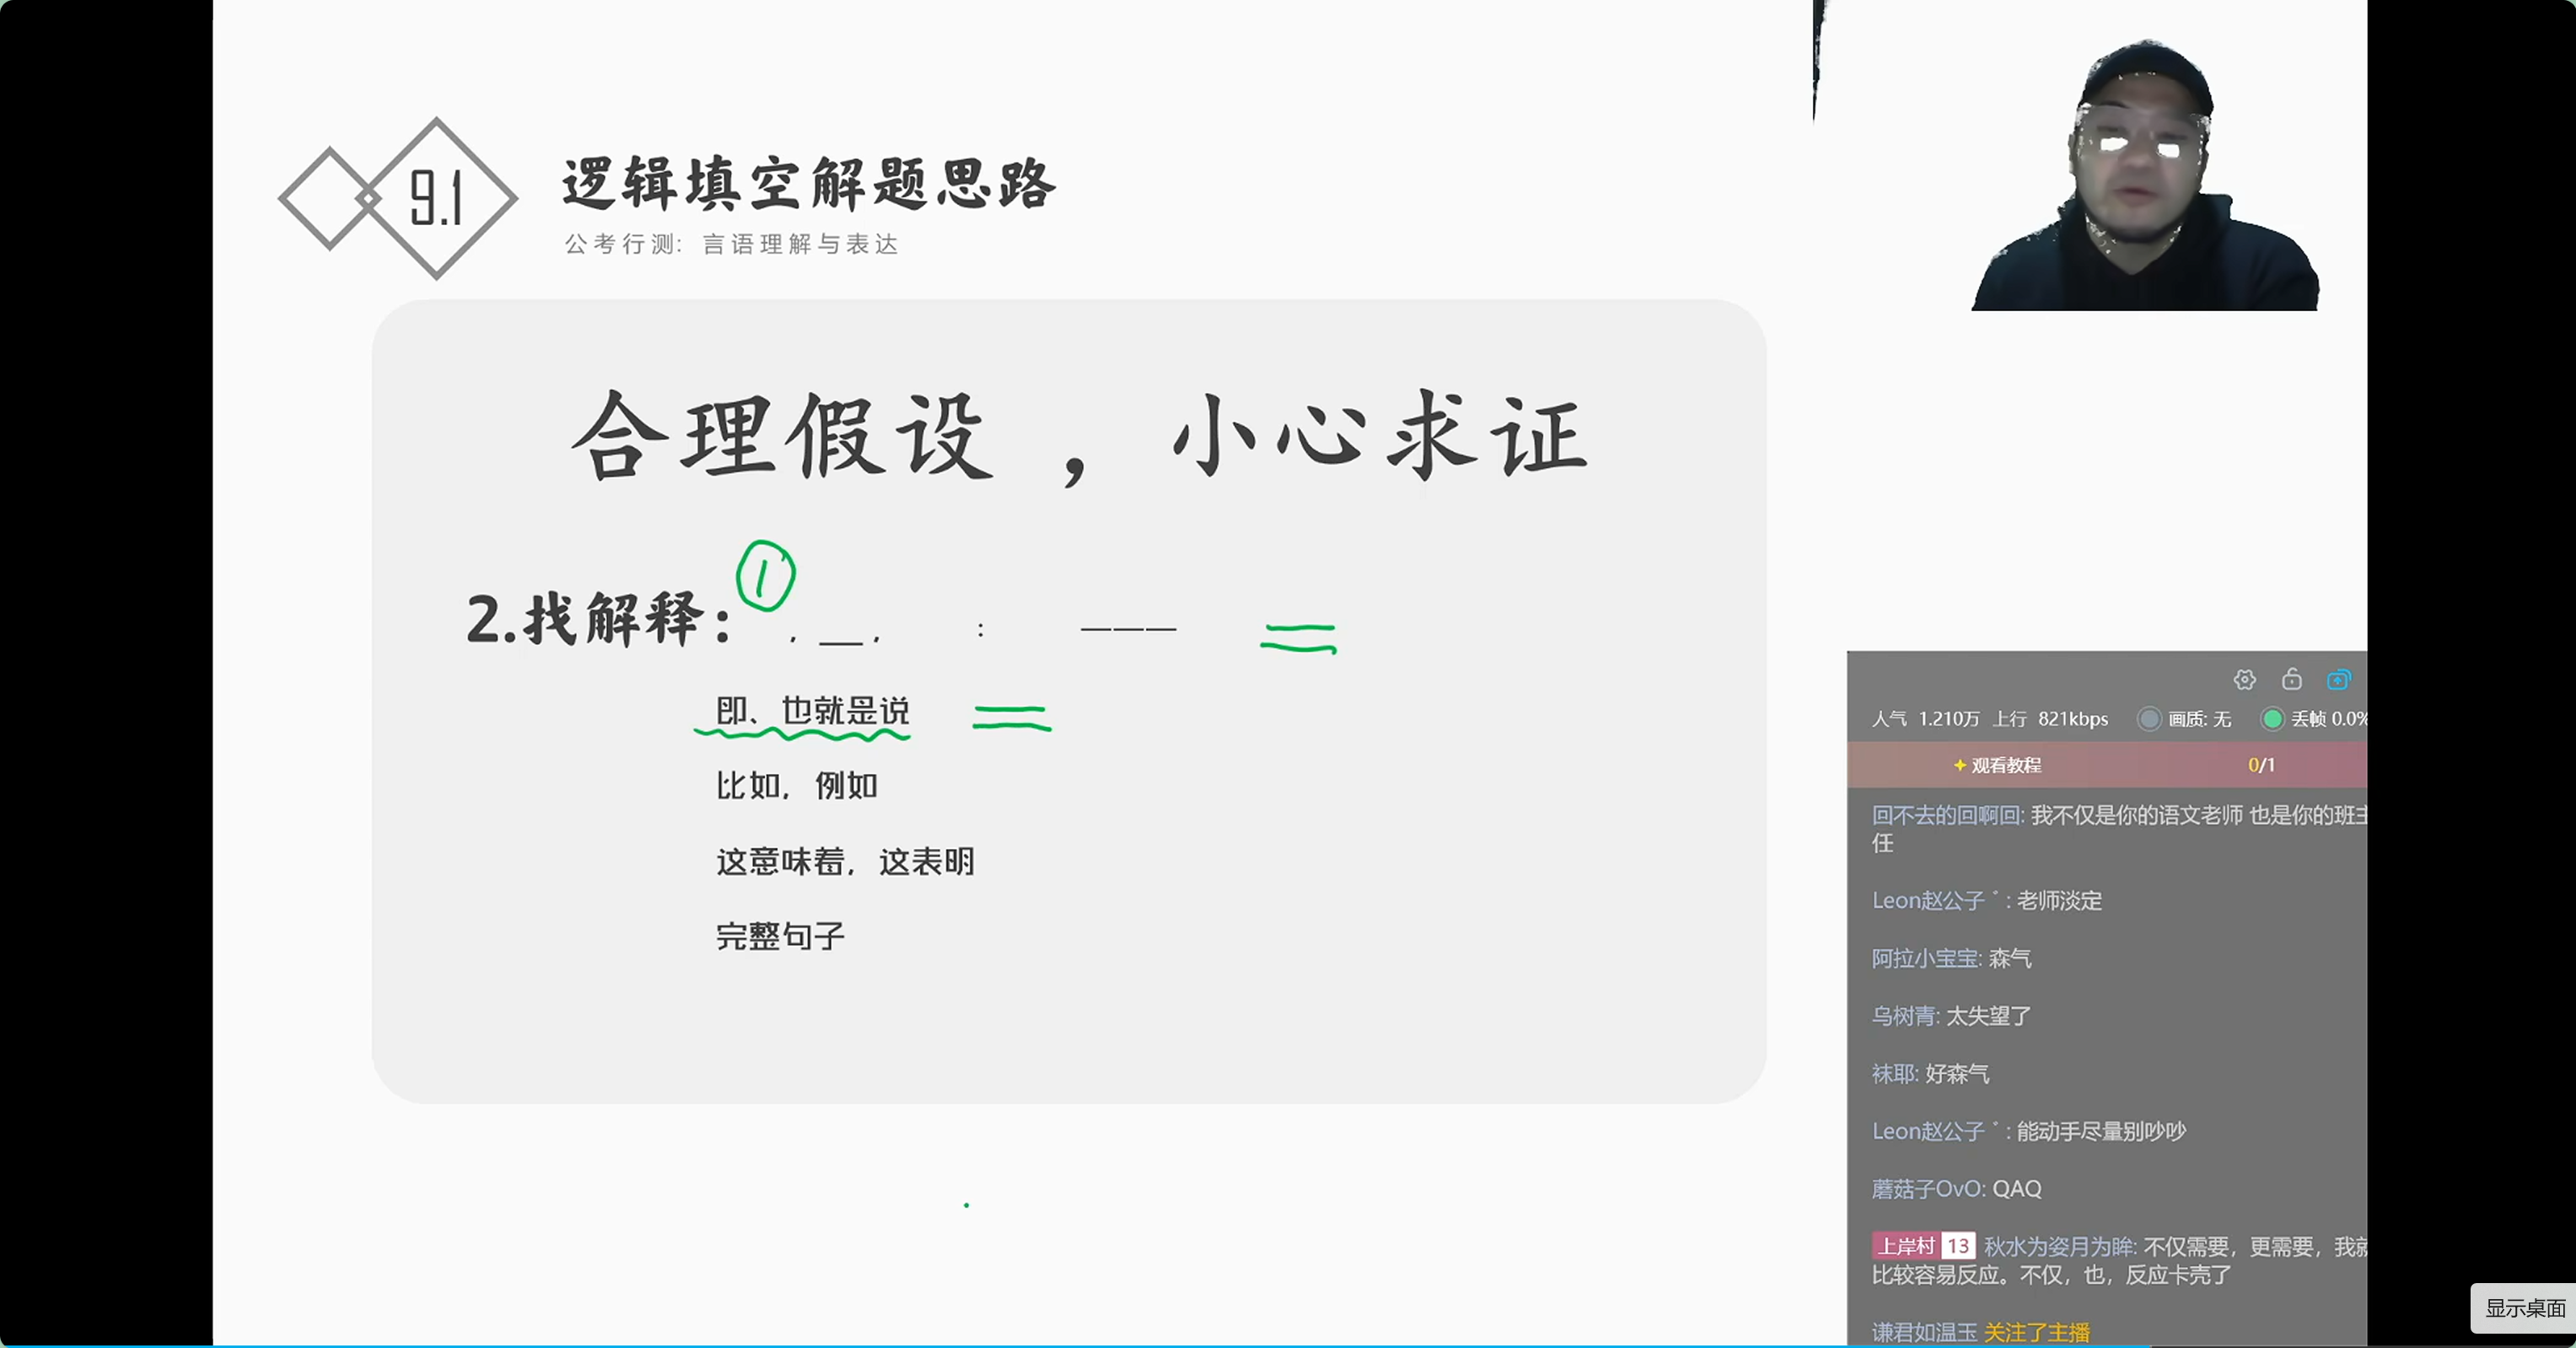 9.1
逻辑填空解题思路
公考行测：言语理解与表达
合理假设，小心求证
①
2.找解释： ，__， ： ———
即、也就是说
比如，例如
这意味着，这表明
完整句子
人气 1.210万 上行 821kbps 画质: 无 丢帧 0.0%
观看教程 0/1
回不去的回啊回: 我不仅是你的语文老师 也是你的班主
任
Leon赵公子゜: 老师淡定
阿拉小宝宝: 森气
乌树青: 太失望了
袜耶: 好森气
Leon赵公子゜: 能动手尽量别吵吵
蘑菇子OvO: QAQ
上岸村 13 秋水为姿月为眸: 不仅需要，更需要，我就
比较容易反应。不仅，也，反应卡壳了
谦君如温玉 关注了主播
显示桌面